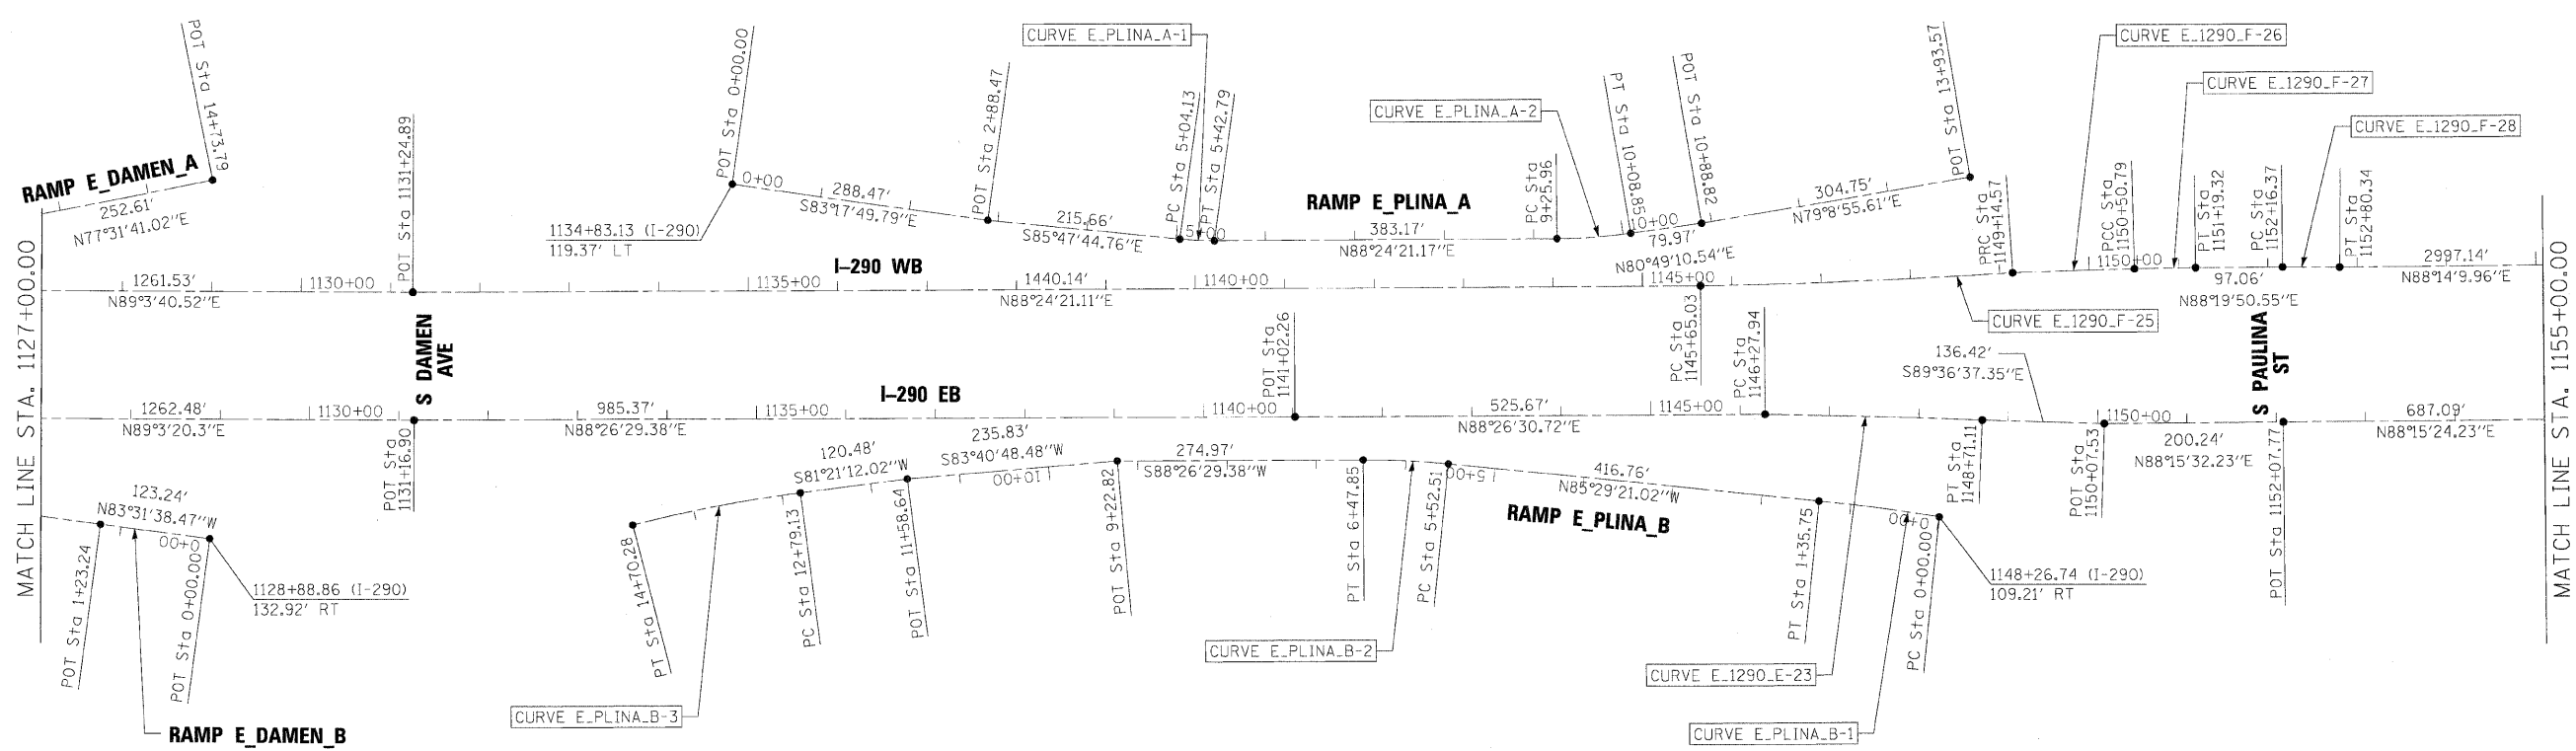 MATCH LINE STA. 1127+00.00
RAMP E_DAMEN_A
252.61'
N77°31'41.02"E
POT Sta 14+73.79
POT Sta 1131+24.89
1261.53'
N89°3'40.52"E
1130+00
POT Sta 0+00.00
0+00
1134+83.13 (I-290)
119.37' LT
288.47'
S83°17'49.79"E
POT Sta 2+88.47
215.66'
S85°47'44.76"E
CURVE E_PLINA_A-1
PC Sta 5+04.13
PT Sta 5+42.79
5+00
RAMP E_PLINA_A
383.17'
N88°24'21.17"E
CURVE E_PLINA_A-2
PC Sta
9+25.96
PT Sta 10+08.85
10+00
79.97'
N80°49'10.54"E
POT Sta 10+88.82
304.75'
N79°8'55.61"E
POT Sta 13+93.57
I-290 WB
1135+00
1440.14'
N88°24'21.11"E
1140+00
1145+00
PC Sta
1145+65.03
PRC Sta
1149+14.57
CURVE E_1290_F-25
CURVE E_1290_F-26
CURVE E_1290_F-27
CURVE E_1290_F-28
PCC Sta
1150+50.79
1150+00
PT Sta
1151+19.32
PC Sta
1152+16.37
97.06'
N88°19'50.55"E
PT Sta
1152+80.34
2997.14'
N88°14'9.96"E
S DAMEN
AVE
S PAULINA
ST
1262.48'
N89°3'20.3"E
1130+00
POT Sta
1131+16.90
985.37'
N88°26'29.38"E
1135+00
I-290 EB
1140+00
POT Sta
1141+02.26
525.67'
N88°26'30.72"E
1145+00
PC Sta
1146+27.94
136.42'
S89°36'37.35"E
PT Sta
1148+71.11
POT Sta
1150+07.53
1150+00
200.24'
N88°15'32.23"E
POT Sta 1152+07.77
687.09'
N88°15'24.23"E
123.24'
N83°31'38.47"W
0+00
POT Sta 1+23.24
POT Sta 0+00.00
1128+88.86 (I-290)
132.92' RT
RAMP E_DAMEN_B
PT Sta 14+70.28
CURVE E_PLINA_B-3
PC Sta 12+79.13
120.48'
S81°21'12.02"W
POT Sta 11+58.64
235.83'
S83°40'48.48"W
10+00
POT Sta 9+22.82
274.97'
S88°26'29.38"W
PT Sta 6+47.85
PC Sta 5+52.51
CURVE E_PLINA_B-2
5+00
416.76'
N85°29'21.02"W
RAMP E_PLINA_B
PT Sta 1+35.75
0+00
PC Sta 0+00.00
1148+26.74 (I-290)
109.21' RT
CURVE E_1290_E-23
CURVE E_PLINA_B-1
MATCH LINE STA. 1155+00.00